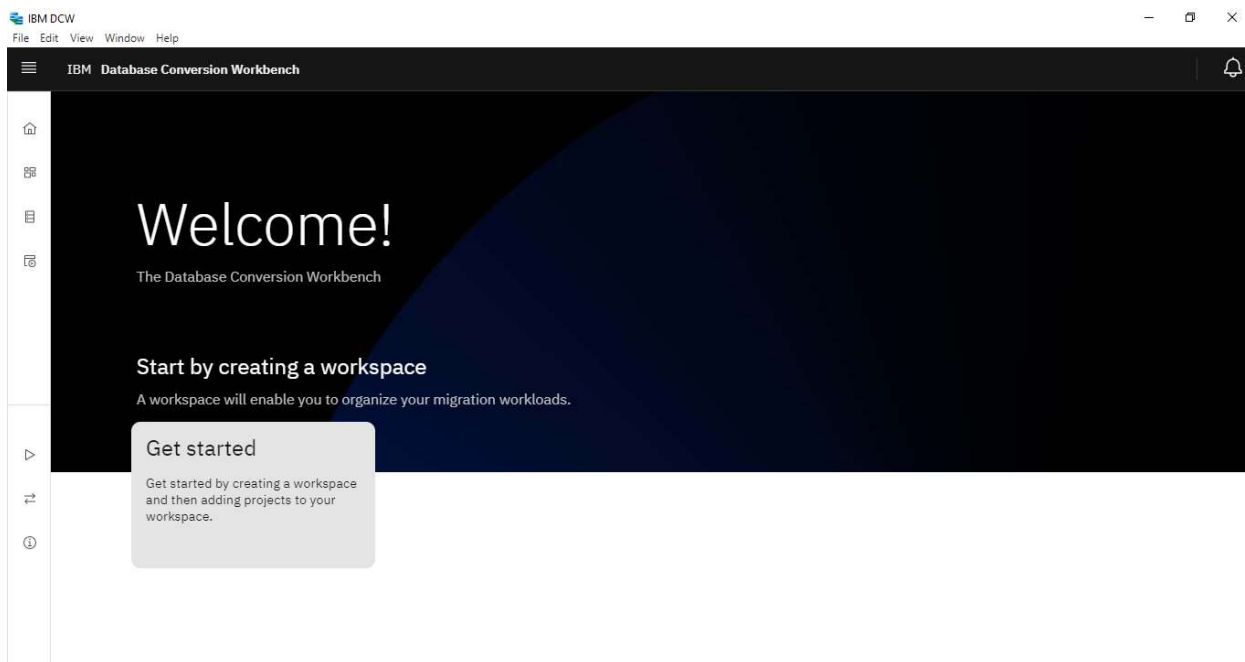 IBM DCW
File Edit View Window Help
IBM Database Conversion Workbench
Welcome!
The Database Conversion Workbench
Start by creating a workspace
A workspace will enable you to organize your migration workloads.
Get started
Get started by creating a workspace
and then adding projects to your
workspace.